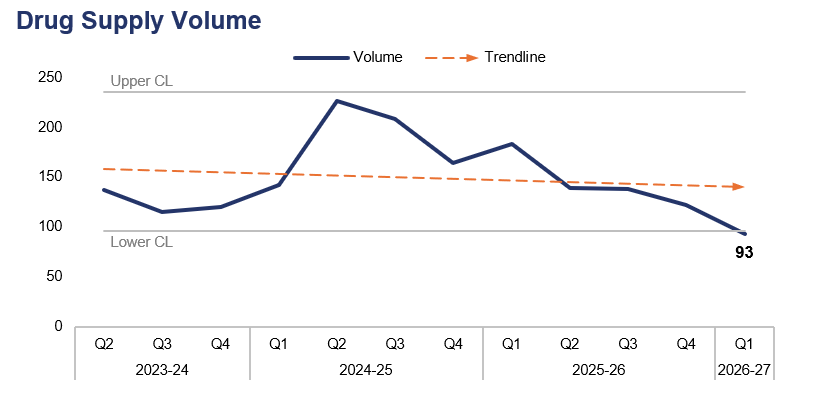 Drug Supply Volume
Volume Trendline
250
Upper CL
200
150
100
Lower CL
93
50
0
Q2 Q3 Q4 Q1 Q2 Q3 Q4 Q1 Q2 Q3 Q4 Q1
2023-24 2024-25 2025-26 2026-27